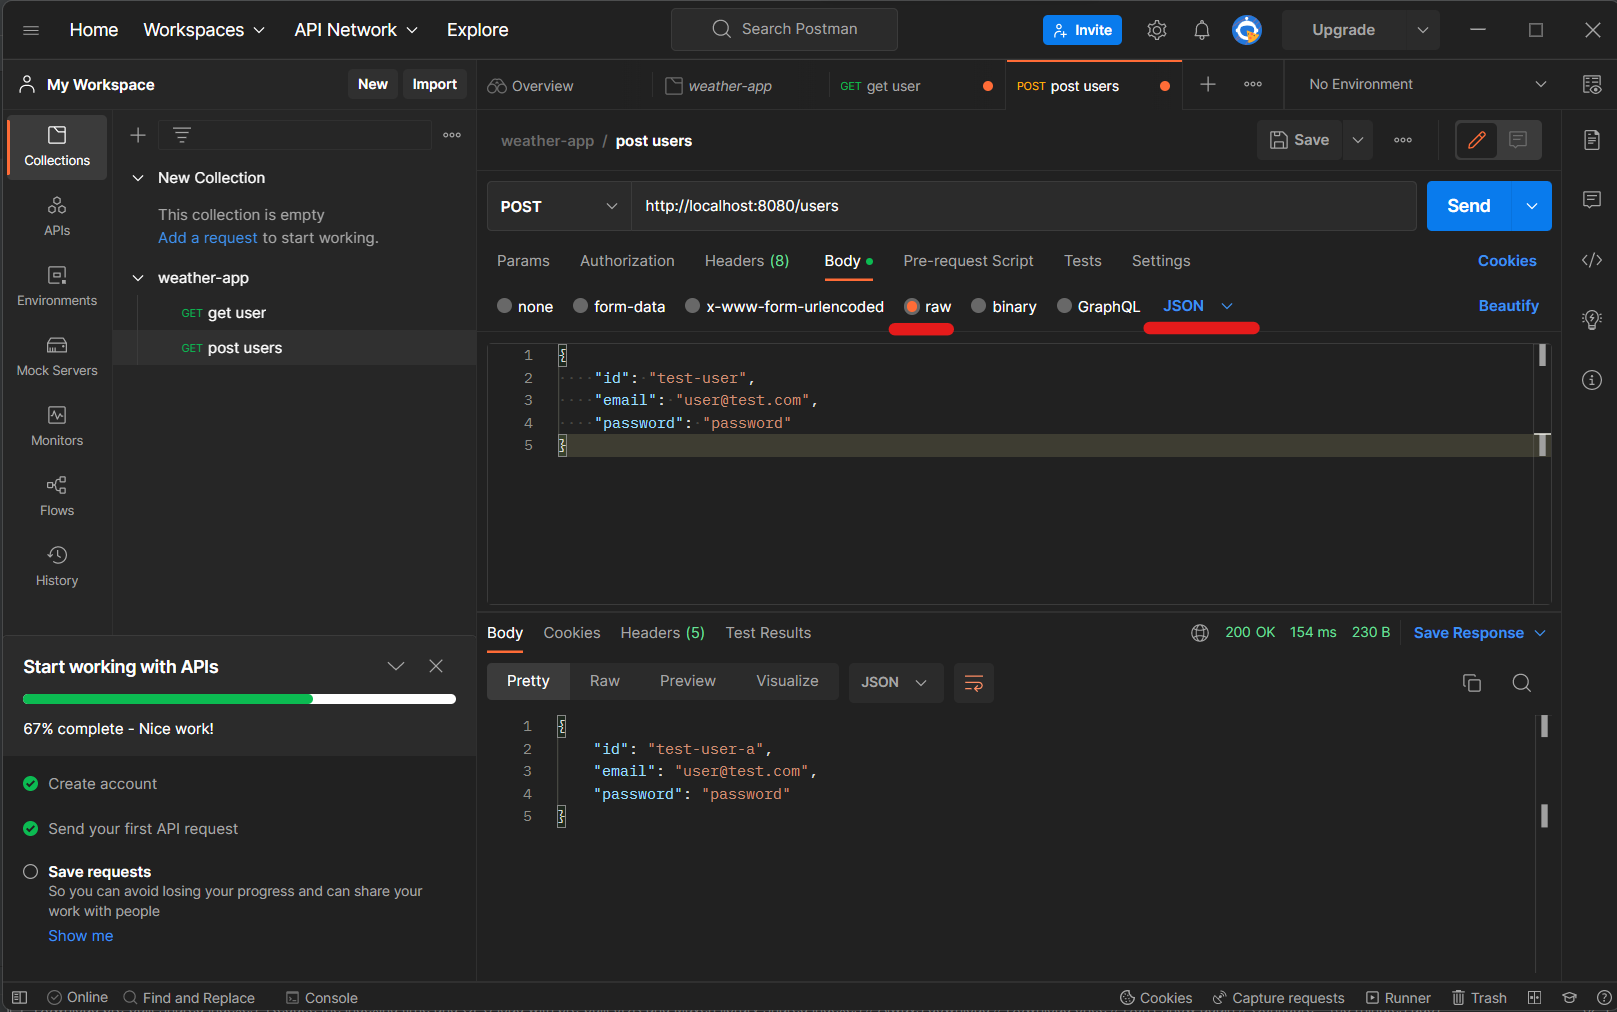 Home Workspaces API Network Explore Search Postman Invite Upgrade
My Workspace New Import
Overview weather-app GET get user POST post users No Environment
Collections
APIs
Environments
Mock Servers
Monitors
Flows
History
New Collection
This collection is empty
Add a request to start working.
weather-app
GET get user
GET post users
weather-app / post users Save
POST http://localhost:8080/users Send
Params Authorization Headers (8) Body Pre-request Script Tests Settings Cookies
none form-data x-www-form-urlencoded raw binary GraphQL JSON Beautify
1 {
2 ····"id":·"test-user",
3 ····"email":·"user@test.com",
4 ····"password":·"password"
5 }
Body Cookies Headers (5) Test Results 200 OK 154 ms 230 B Save Response
Pretty Raw Preview Visualize JSON
1 {
2 "id": "test-user-a",
3 "email": "user@test.com",
4 "password": "password"
5 }
Start working with APIs
67% complete - Nice work!
Create account
Send your first API request
Save requests
So you can avoid losing your progress and can share your
work with people
Show me
Online Find and Replace Console Cookies Capture requests Runner Trash